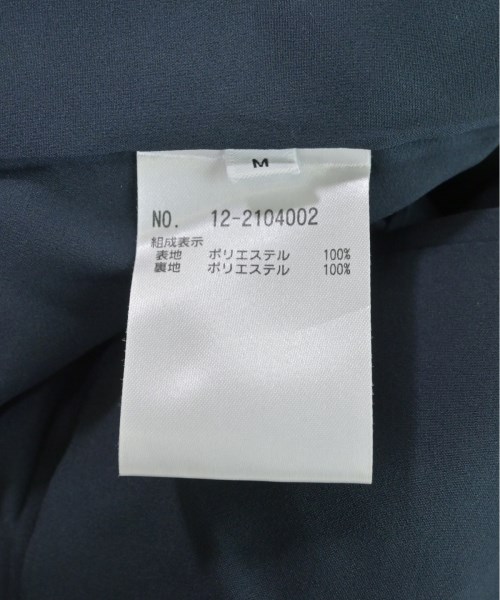 M
NO. 12-2104002
組成表示
表地 ポリエステル 100%
裏地 ポリエステル 100%